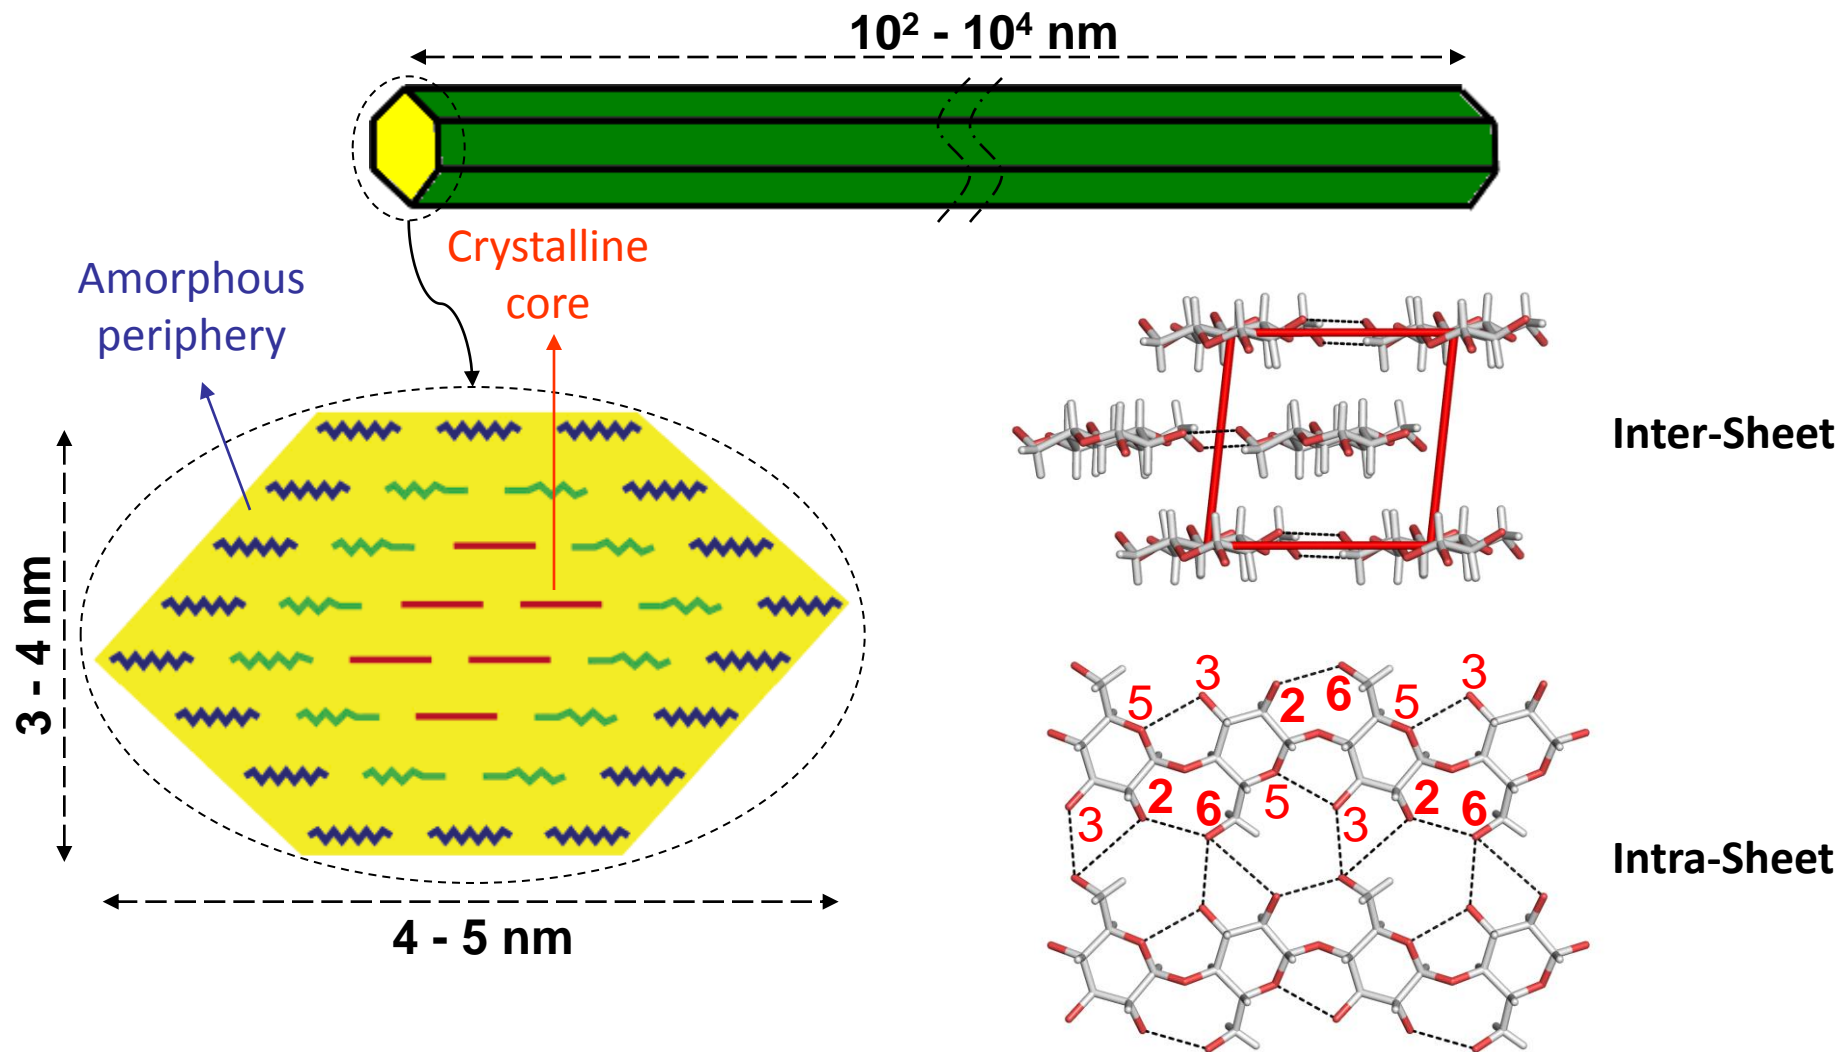 10² - 10⁴ nm
Crystalline
core
Amorphous
periphery
3 - 4 nm
4 - 5 nm
Inter-Sheet
5
3
2
6
5
3
3
2
6
5
3
2
6
Intra-Sheet